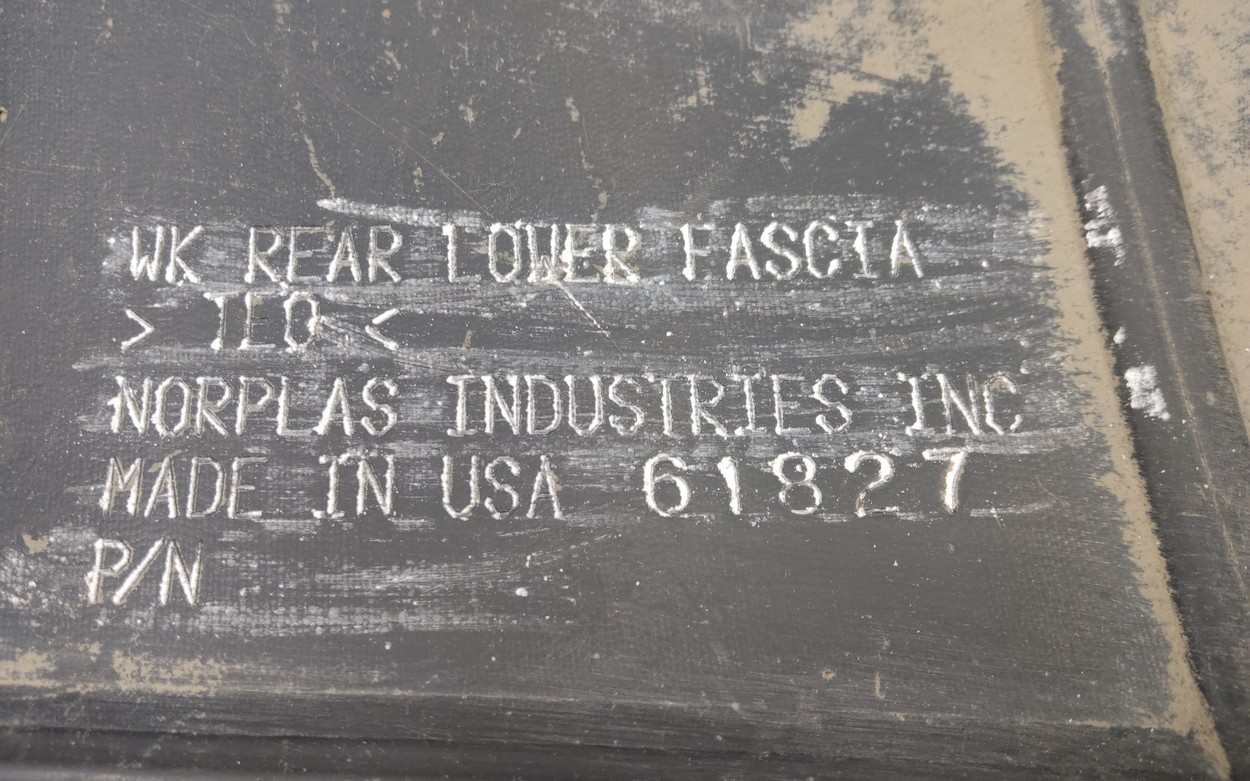 WK REAR LOWER FASCIA
> TEO <
NORPLAS INDUSTRIES INC
MADE IN USA 61827
P/N